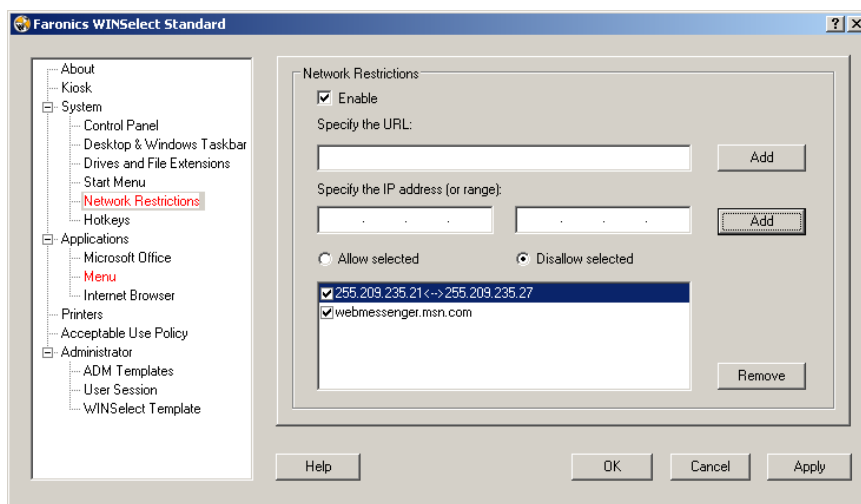 Faronics WINSelect Standard
About
Kiosk
System
Control Panel
Desktop & Windows Taskbar
Drives and File Extensions
Start Menu
Network Restrictions
Hotkeys
Applications
Microsoft Office
Menu
Internet Browser
Printers
Acceptable Use Policy
Administrator
ADM Templates
User Session
WINSelect Template
Network Restrictions
Enable
Specify the URL:
Add
Specify the IP address (or range):
Add
Allow selected
Disallow selected
255.209.235.21<-->255.209.235.27
webmessenger.msn.com
Remove
Help
OK
Cancel
Apply